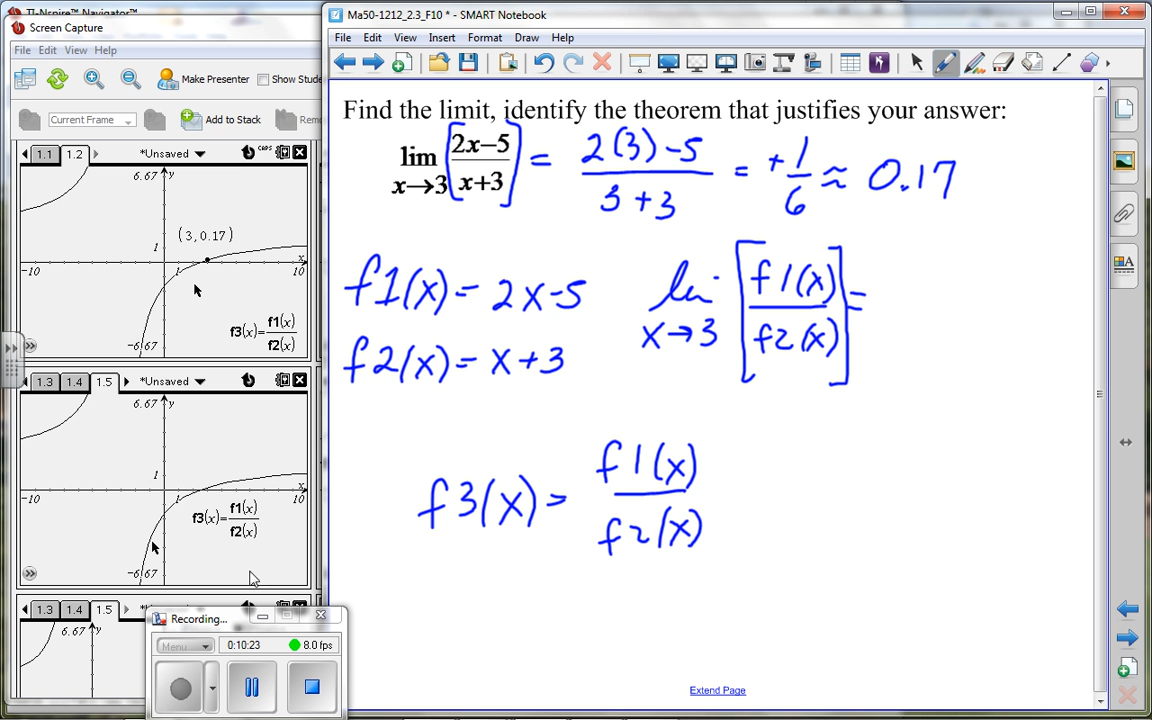 TI-Nspire™ Navigator™
Screen Capture
File Edit View Help
Make Presenter Show Stude
Current Frame Add to Stack Remo
1.1 1.2 *Unsaved CAPS
6.67 y
(3,0.17)
1
x
-10 1 10
f3(x)=f1(x)/f2(x)
-6.67
1.3 1.4 1.5 *Unsaved
6.67 y
1
x
-10 1 10
f3(x)=f1(x)/f2(x)
-6.67
1.3 1.4 1.5
6.67 y
Recording...
Menu 0:10:23 8.0 fps
Ma50-1212_2.3_F10 * - SMART Notebook
File Edit View Insert Format Draw Help
Find the limit, identify the theorem that justifies your answer:
lim x→3 [2x−5/x+3] = 2(3)-5/3+3 = +1/6 ≈ 0.17
f1(x) = 2x-5
lim x→3 [f1(x)/f2(x)] =
f2(x) = x+3
f3(x) = f1(x)/f2(x)
Extend Page